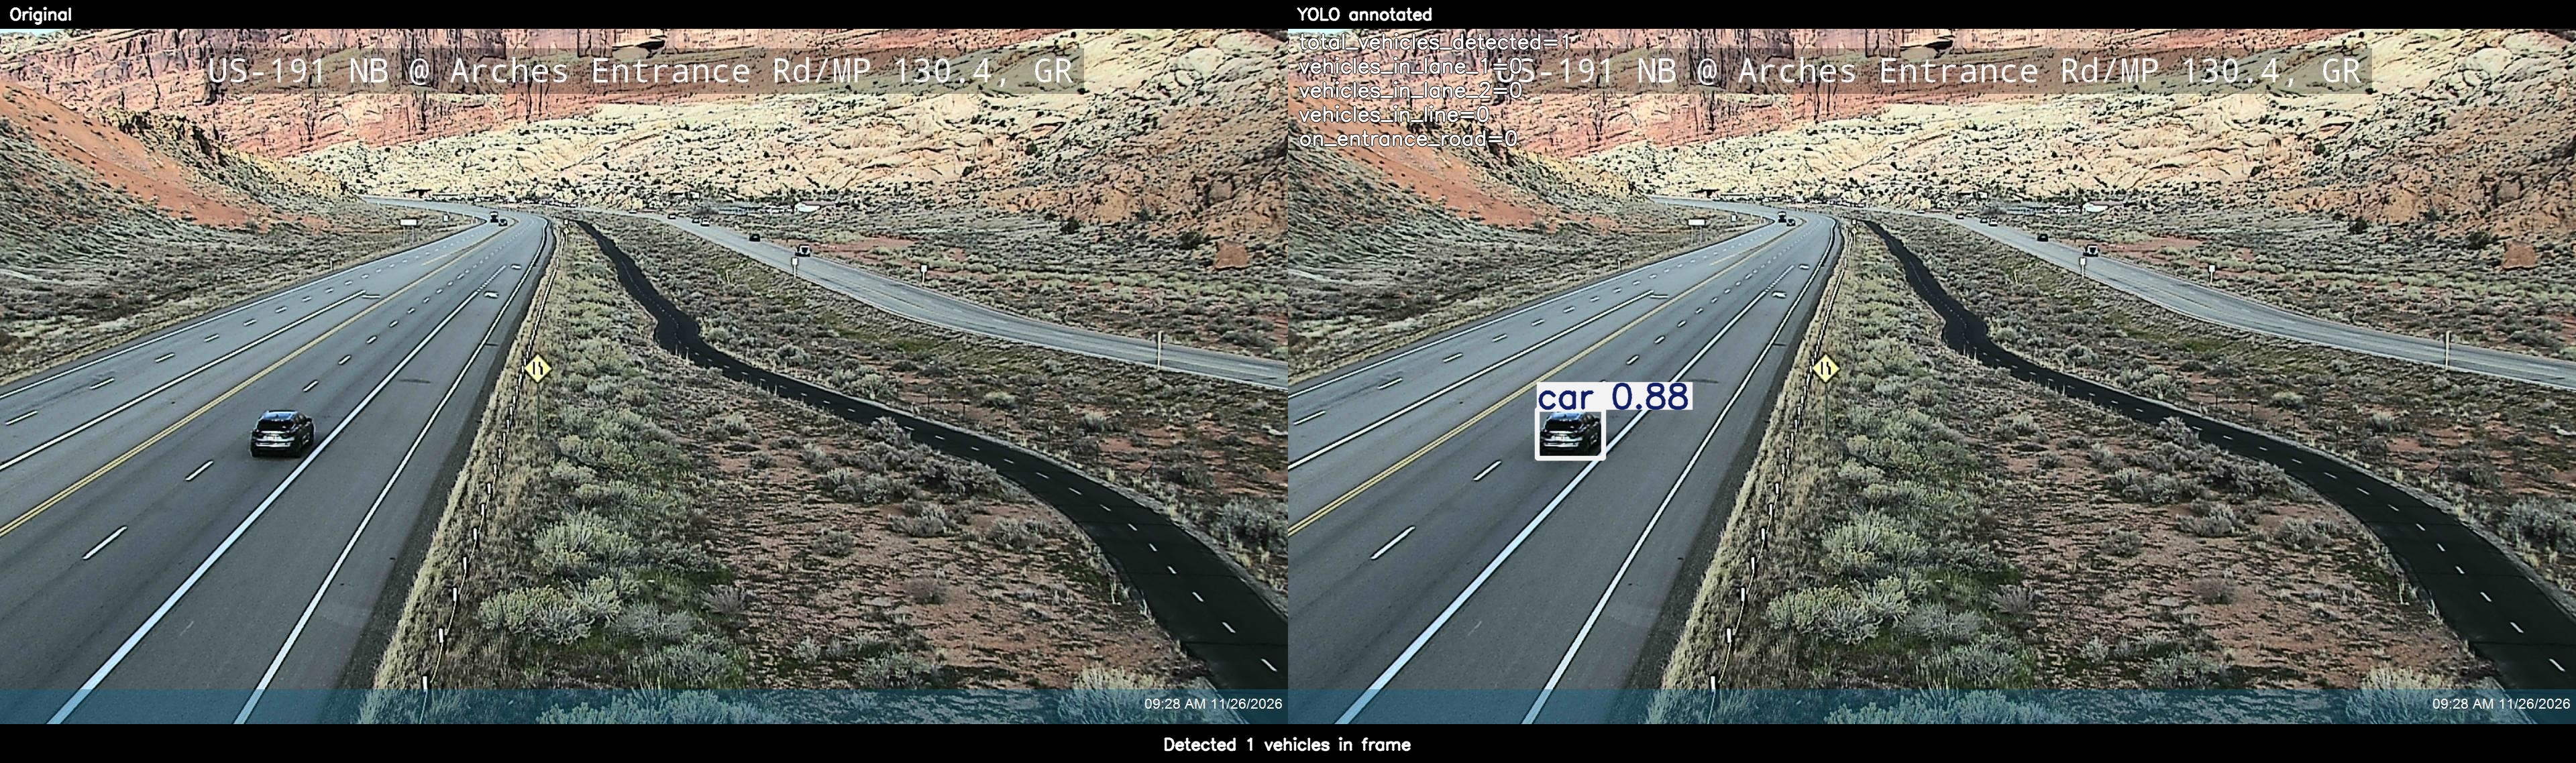 Original
US-191 NB @ Arches Entrance Rd/MP 130.4, GR
09:28 AM 11/26/2026
YOLO annotated
total_vehicles_detected=1
vehicles_in_lane_1=0
US-191 NB @ Arches Entrance Rd/MP 130.4, GR
vehicles_in_lane_2=0
vehicles_in_line=0
on_entrance_road=0
car 0.88
09:28 AM 11/26/2026
Detected 1 vehicles in frame